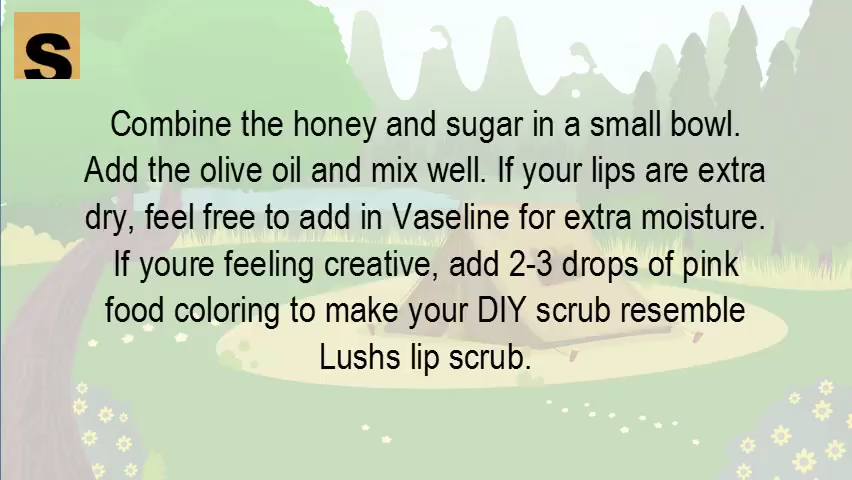 S
Combine the honey and sugar in a small bowl.
Add the olive oil and mix well. If your lips are extra
dry, feel free to add in Vaseline for extra moisture.
If youre feeling creative, add 2-3 drops of pink
food coloring to make your DIY scrub resemble
Lushs lip scrub.